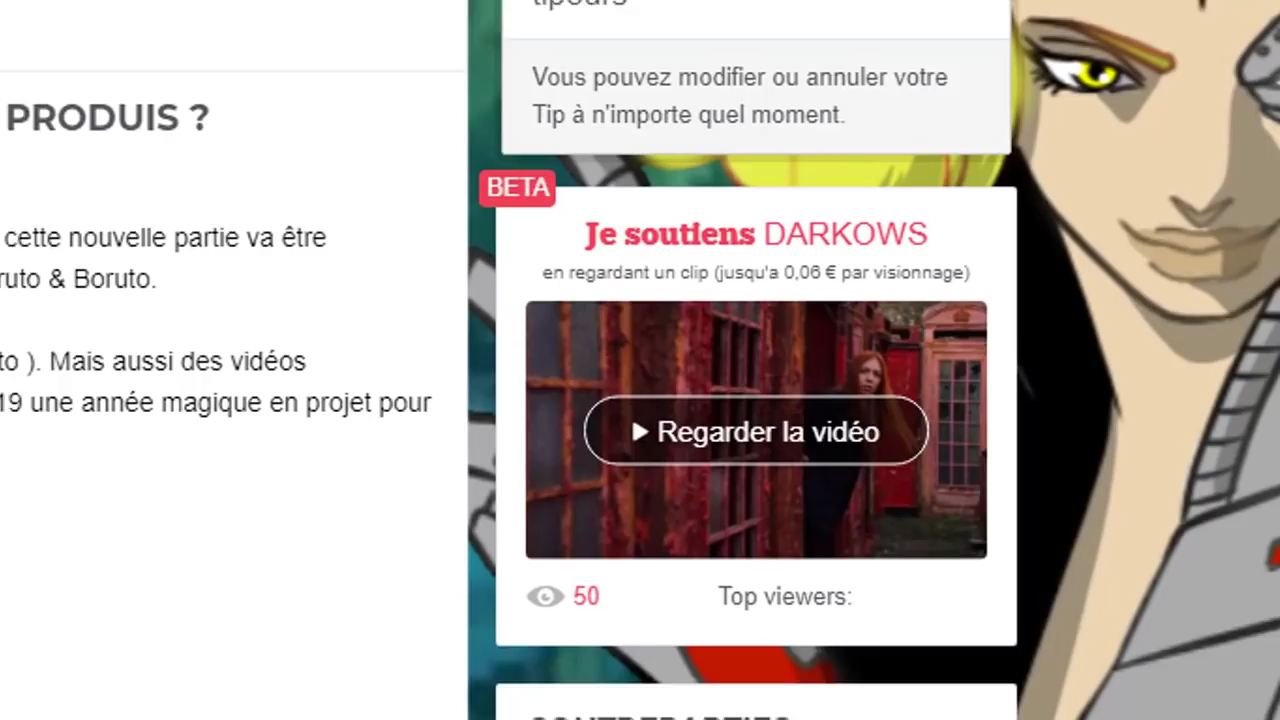 PRODUIS ?
cette nouvelle partie va être
ruto & Boruto.
to ). Mais aussi des vidéos
19 une année magique en projet pour
tipeurs
Vous pouvez modifier ou annuler votre
Tip à n'importe quel moment.
BETA
Je soutiens DARKOWS
en regardant un clip (jusqu'a 0,06 € par visionnage)
Regarder la vidéo
50
Top viewers:
CONTREPARTIES